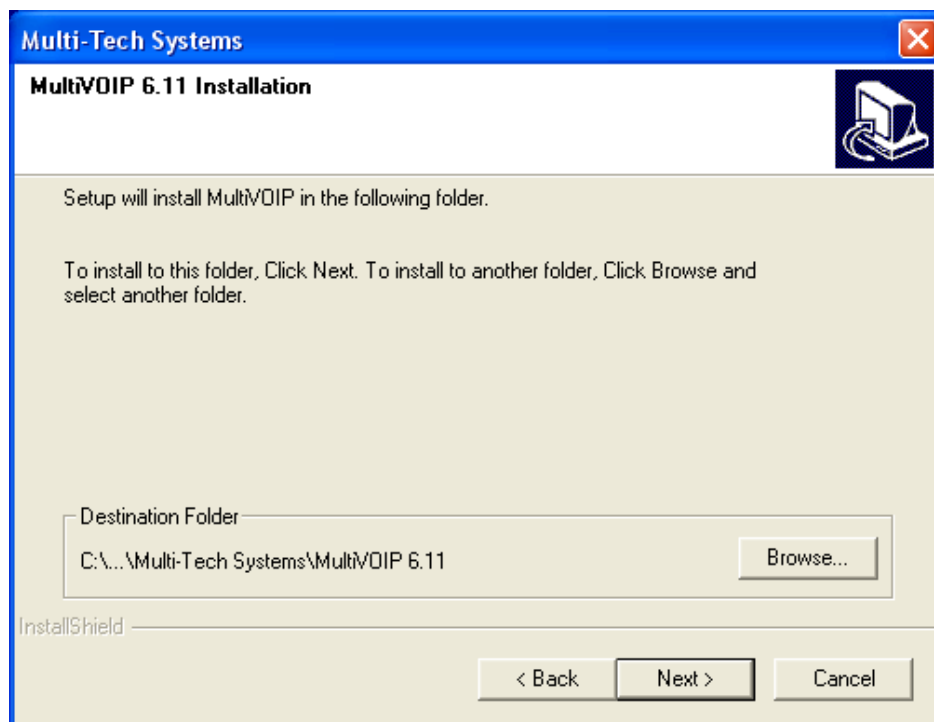 Multi-Tech Systems
MultiVOIP 6.11 Installation
Setup will install MultiVOIP in the following folder.
To install to this folder, Click Next. To install to another folder, Click Browse and
select another folder.
Destination Folder
C:\...\Multi-Tech Systems\MultiVOIP 6.11
Browse...
InstallShield
< Back
Next >
Cancel